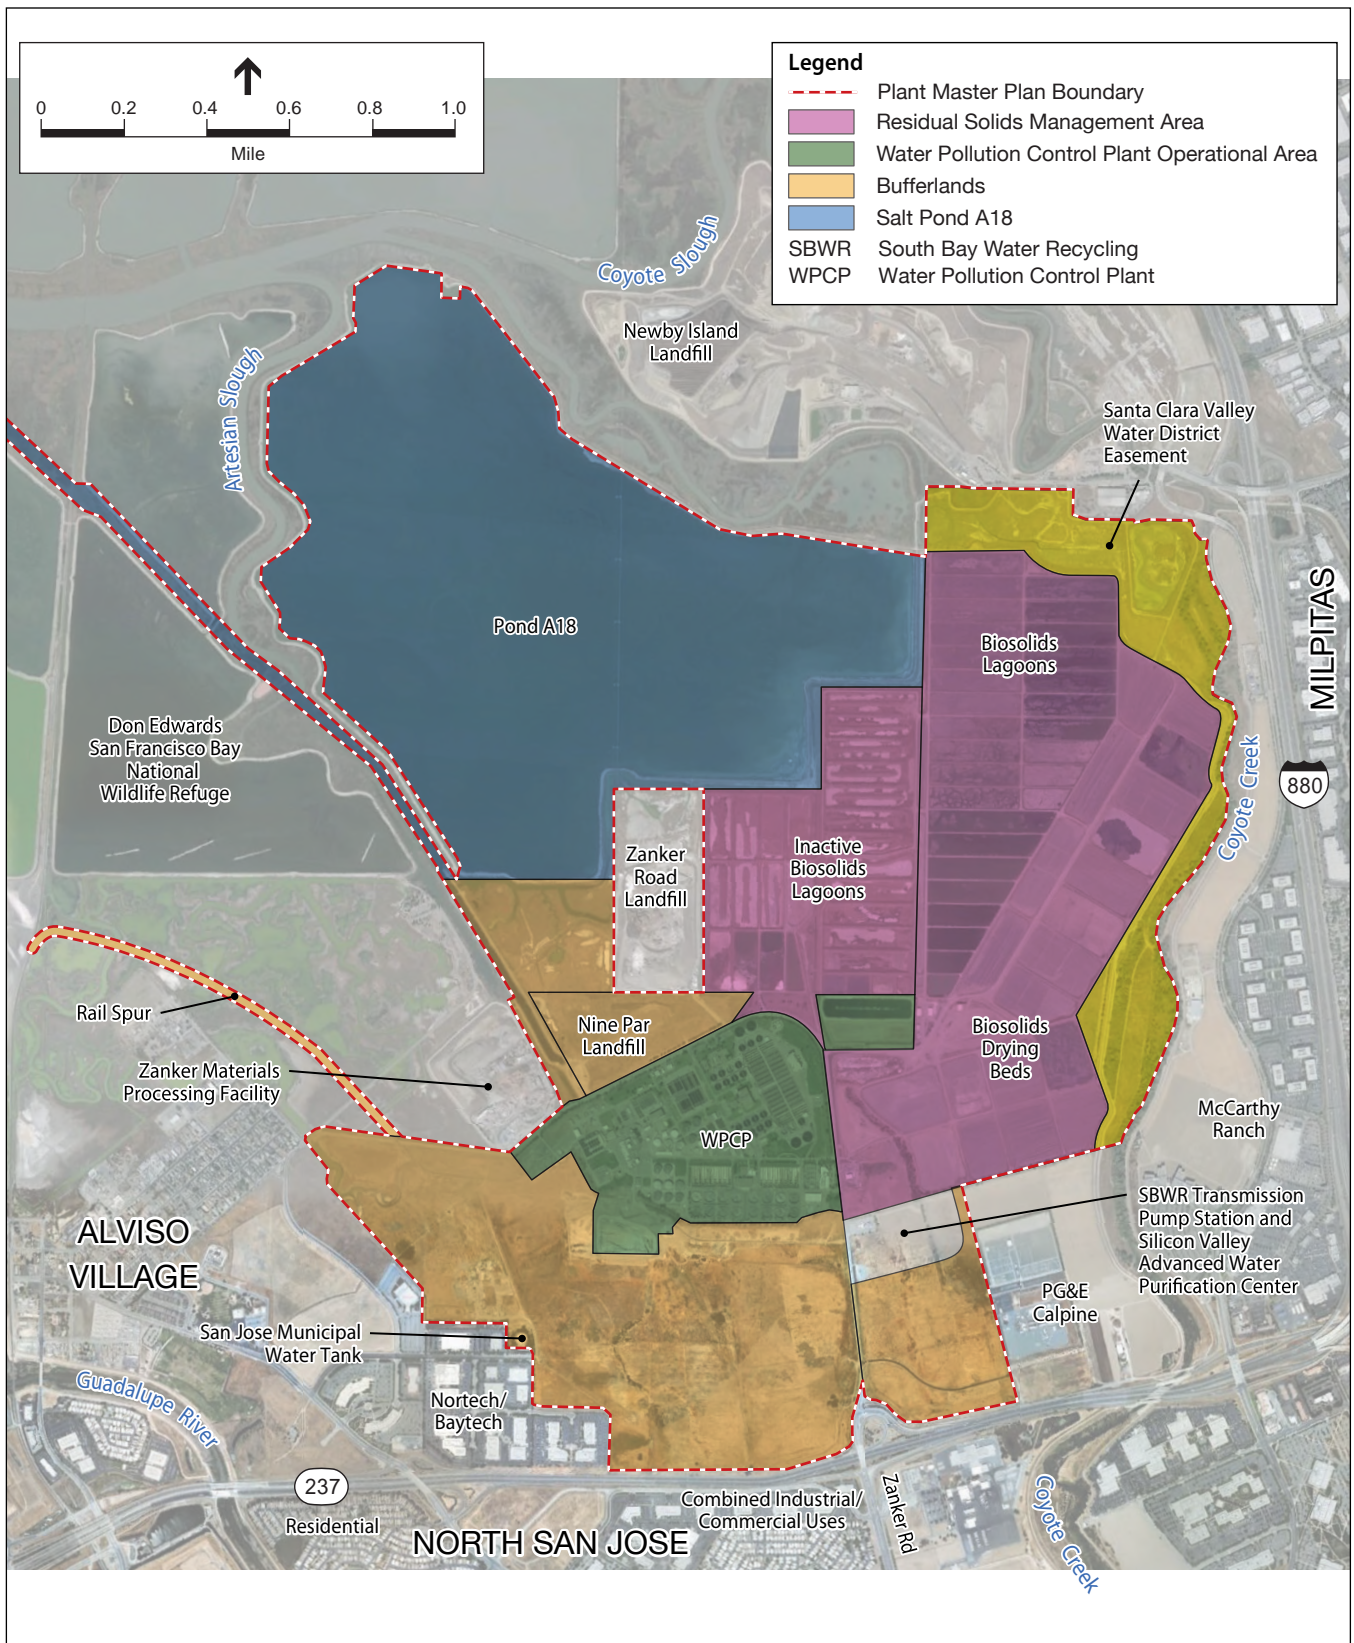 0 0.2 0.4 0.6 0.8 1.0
Mile
Legend
Plant Master Plan Boundary
Residual Solids Management Area
Water Pollution Control Plant Operational Area
Bufferlands
Salt Pond A18
SBWR South Bay Water Recycling
WPCP Water Pollution Control Plant
Coyote Slough
Newby Island
Landfill
Artesian Slough
Santa Clara Valley
Water District
Easement
Pond A18
Biosolids
Lagoons
MILPITAS
Don Edwards
San Francisco Bay
National
Wildlife Refuge
Coyote Creek
880
Zanker
Road
Landfill
Inactive
Biosolids
Lagoons
Rail Spur
Nine Par
Landfill
Biosolids
Drying
Beds
Zanker Materials
Processing Facility
WPCP
McCarthy
Ranch
ALVISO
VILLAGE
SBWR Transmission
Pump Station and
Silicon Valley
Advanced Water
Purification Center
PG&E
Calpine
San Jose Municipal
Water Tank
Guadalupe River
Nortech/
Baytech
237
Residential
NORTH SAN JOSE
Combined Industrial/
Commercial Uses
Zanker Rd
Coyote Creek